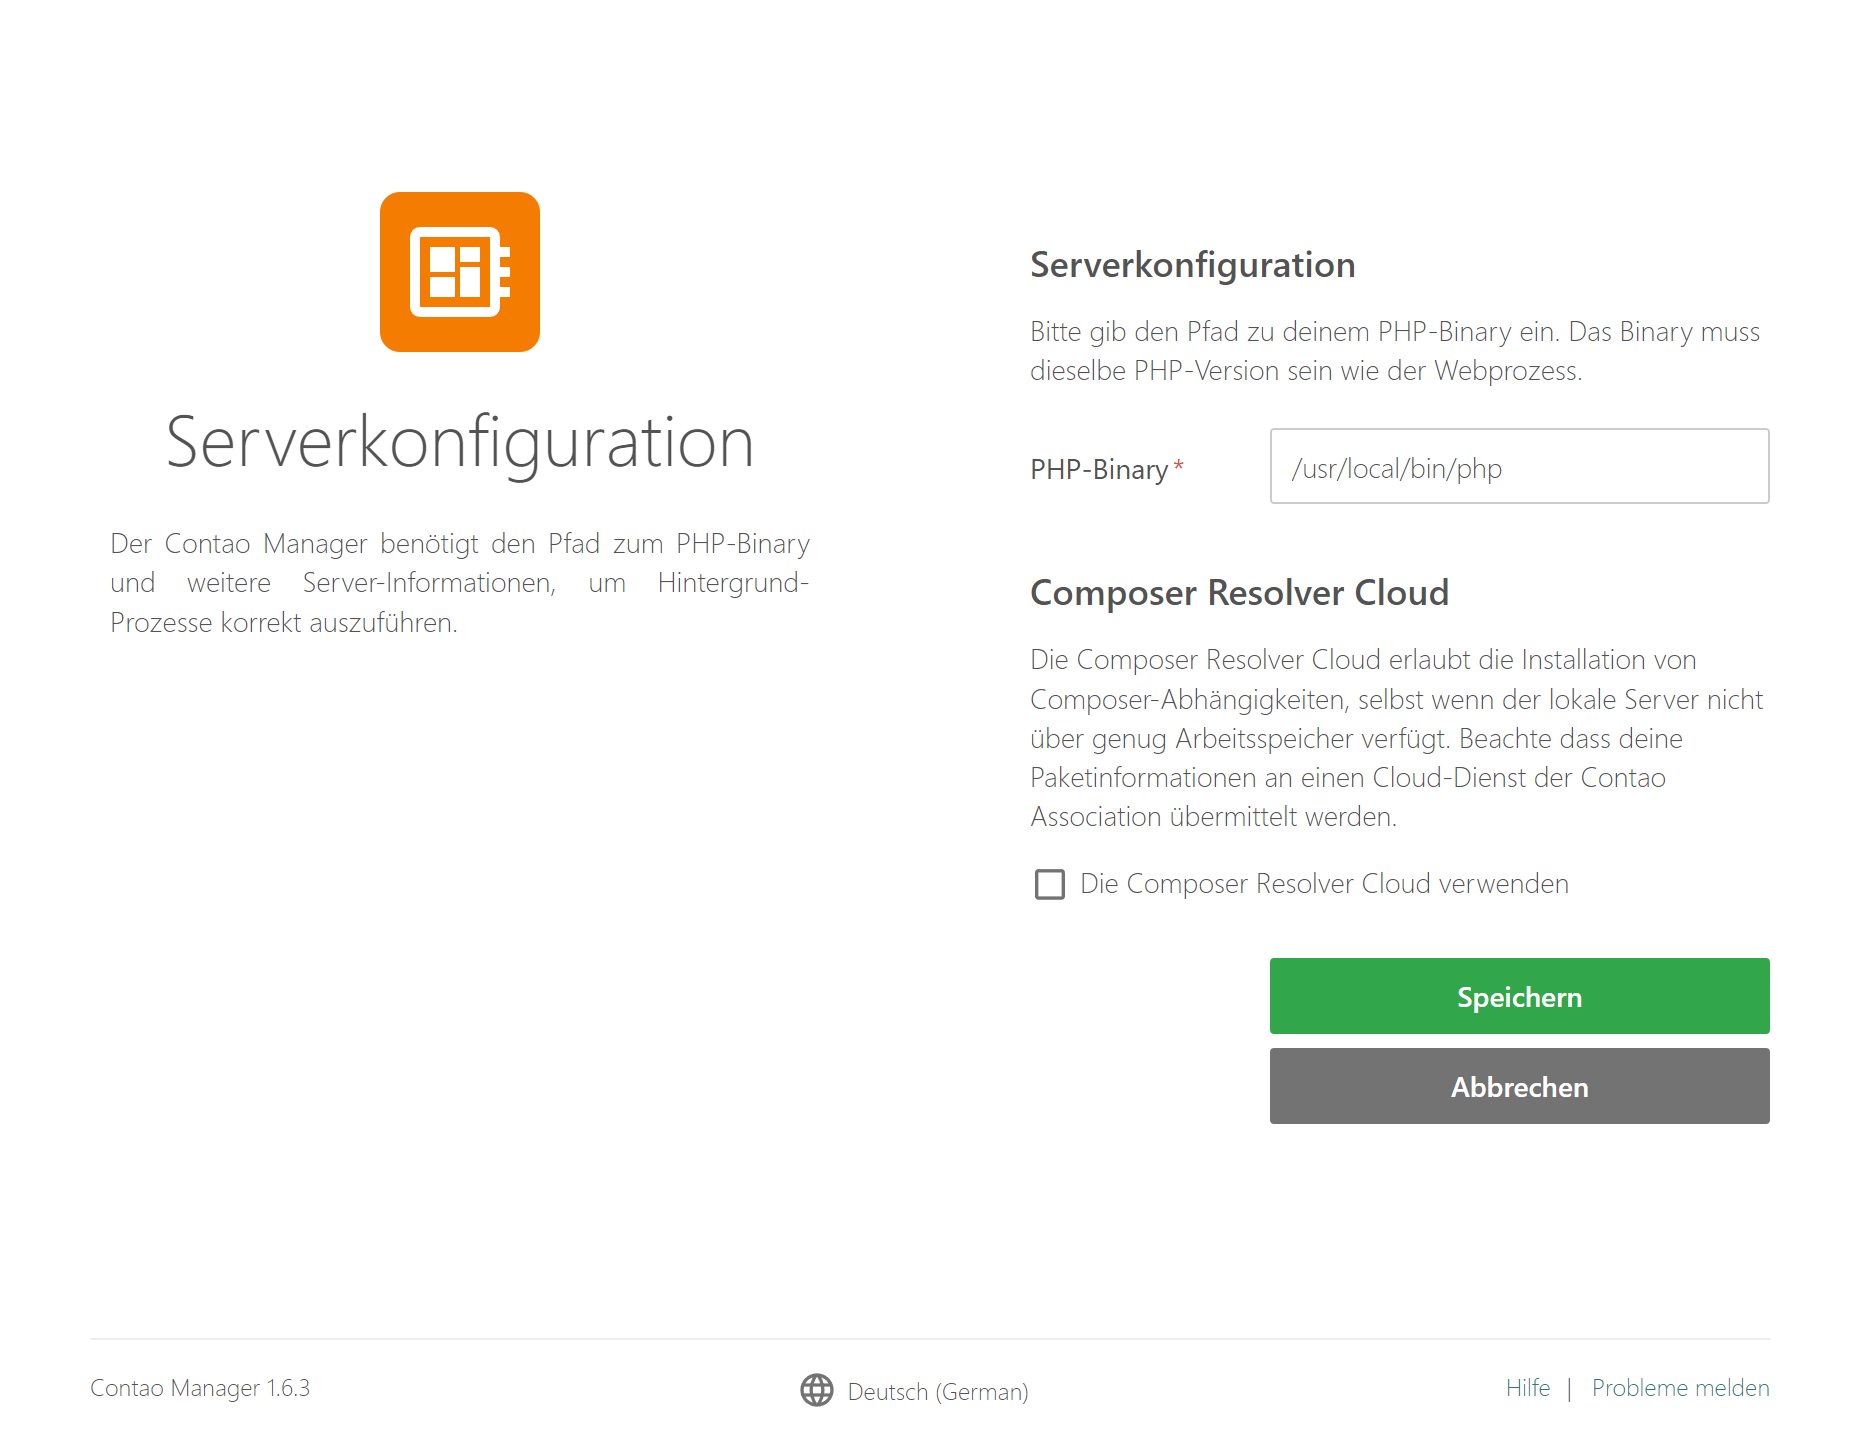 Serverkonfiguration
Der Contao Manager benötigt den Pfad zum PHP-Binary
und weitere Server-Informationen, um Hintergrund-
Prozesse korrekt auszuführen.
Serverkonfiguration
Bitte gib den Pfad zu deinem PHP-Binary ein. Das Binary muss
dieselbe PHP-Version sein wie der Webprozess.
PHP-Binary* /usr/local/bin/php
Composer Resolver Cloud
Die Composer Resolver Cloud erlaubt die Installation von
Composer-Abhängigkeiten, selbst wenn der lokale Server nicht
über genug Arbeitsspeicher verfügt. Beachte dass deine
Paketinformationen an einen Cloud-Dienst der Contao
Association übermittelt werden.
Die Composer Resolver Cloud verwenden
Speichern
Abbrechen
Contao Manager 1.6.3 Deutsch (German) Hilfe | Probleme melden